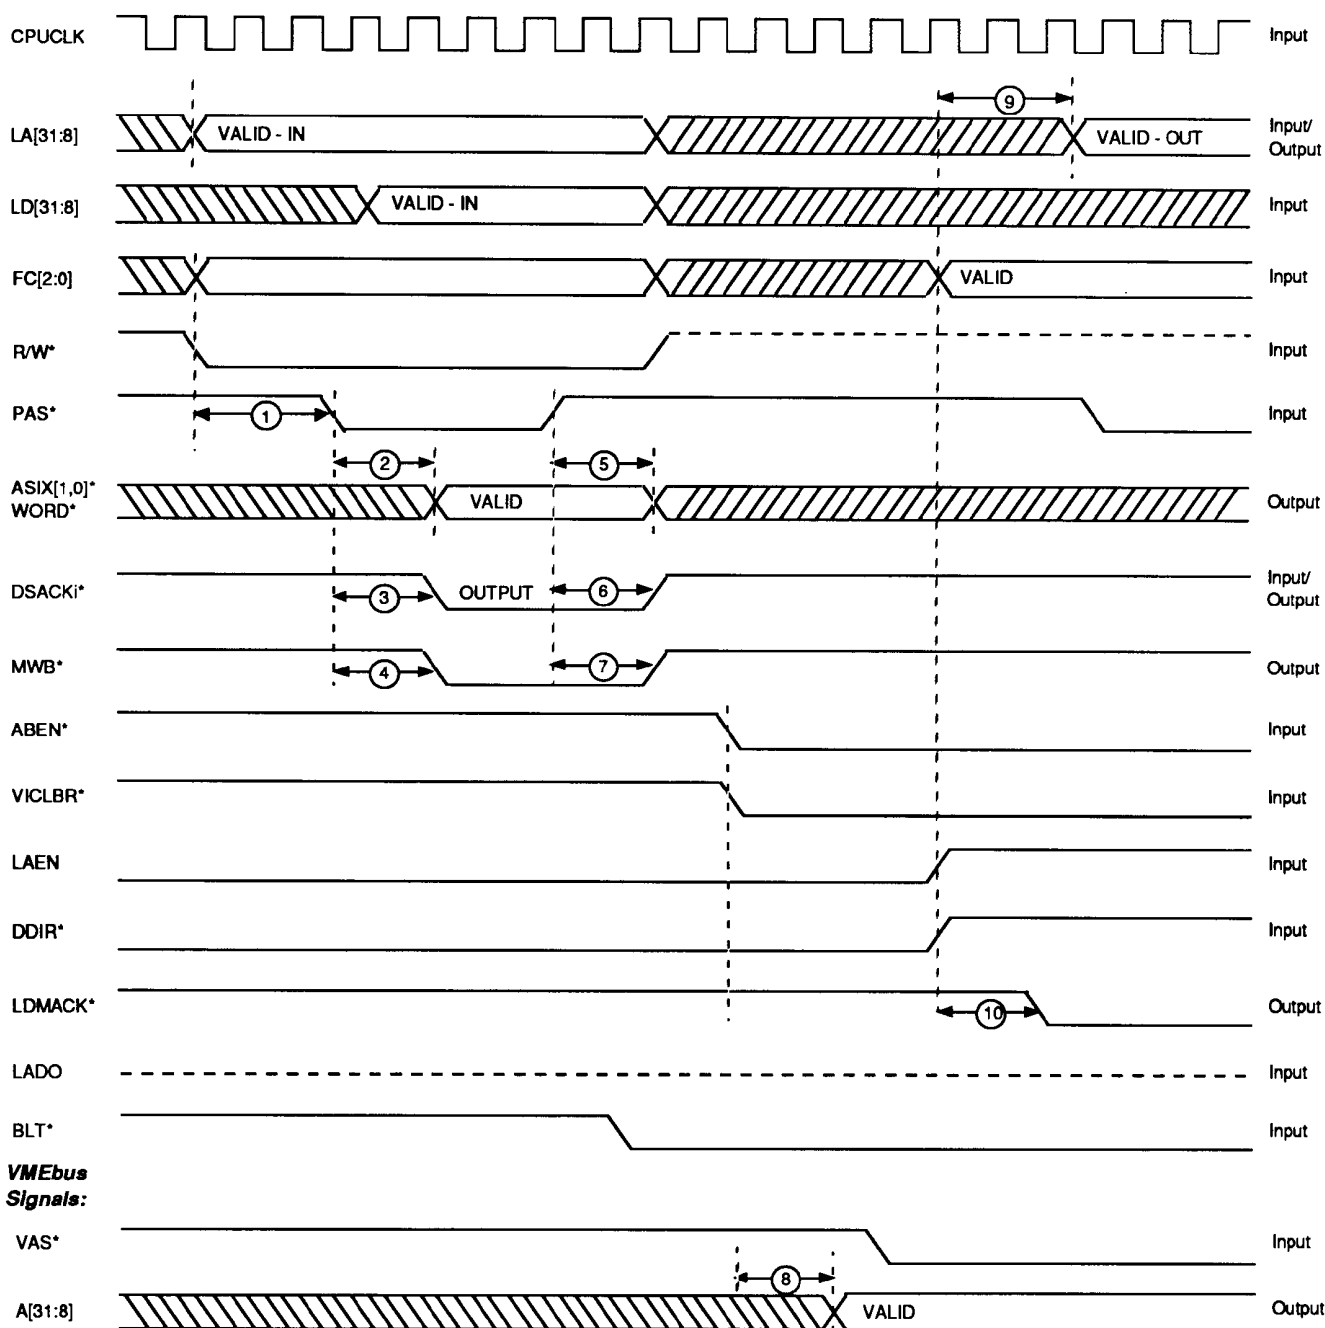 CPUCLK Input
9
LA[31:8] VALID - IN VALID - OUT Input/
Output
LD[31:8] VALID - IN Input
FC[2:0] VALID Input
R/W* Input
PAS* 1 Input
2 5
ASIX[1,0]*
WORD* VALID Output
DSACKi* 3 OUTPUT 6 Input/
Output
MWB* 4 7 Output
ABEN* Input
VICLBR* Input
LAEN Input
DDIR* Input
LDMACK* 10 Output
LADO Input
BLT* Input
VMEbus
Signals:
VAS* Input
8
A[31:8] VALID Output